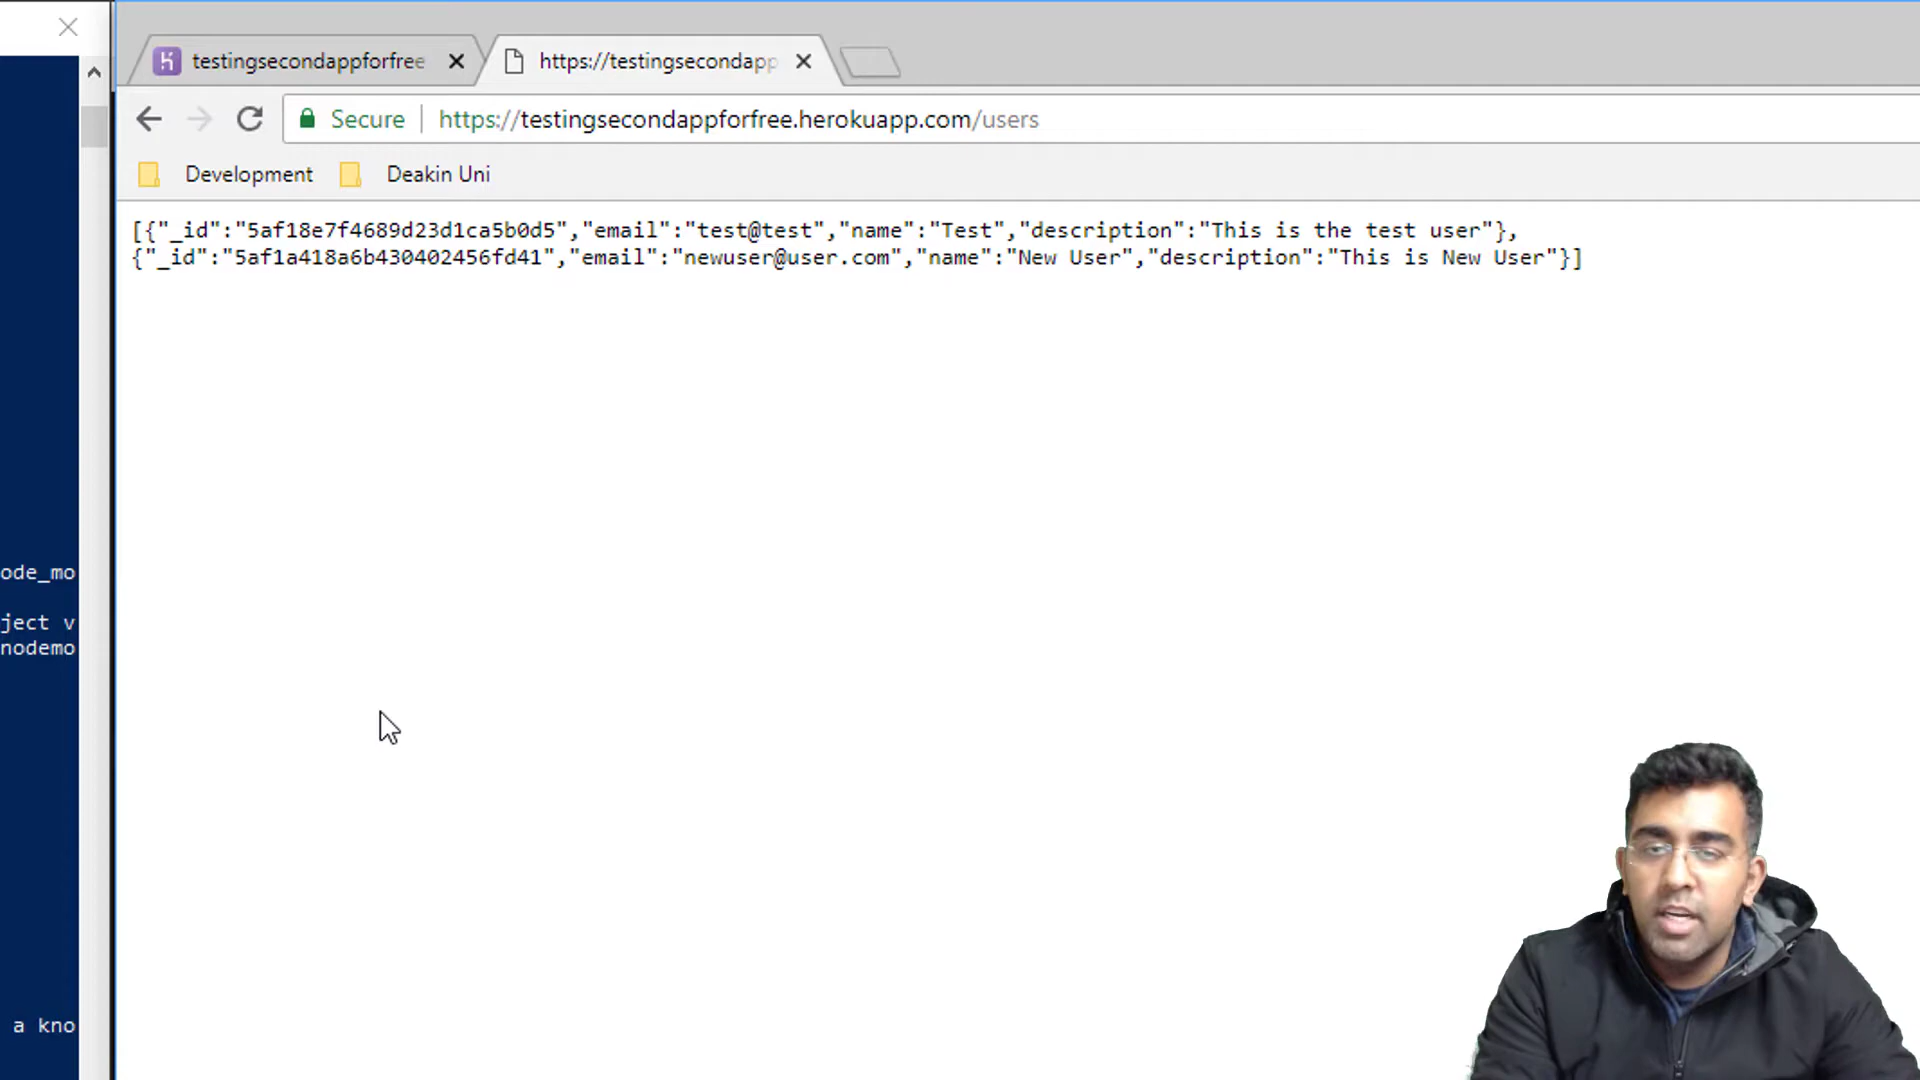 testingsecondappforfree
https://testingsecondapp
Secure
https://testingsecondappforfree.herokuapp.com/users
Development
Deakin Uni
[{"_id":"5af18e7f4689d23d1ca5b0d5","email":"test@test","name":"Test","description":"This is the test user"},
{"_id":"5af1a418a6b430402456fd41","email":"newuser@user.com","name":"New User","description":"This is New User"}]
ode_mo
ject v
nodemo
a kno